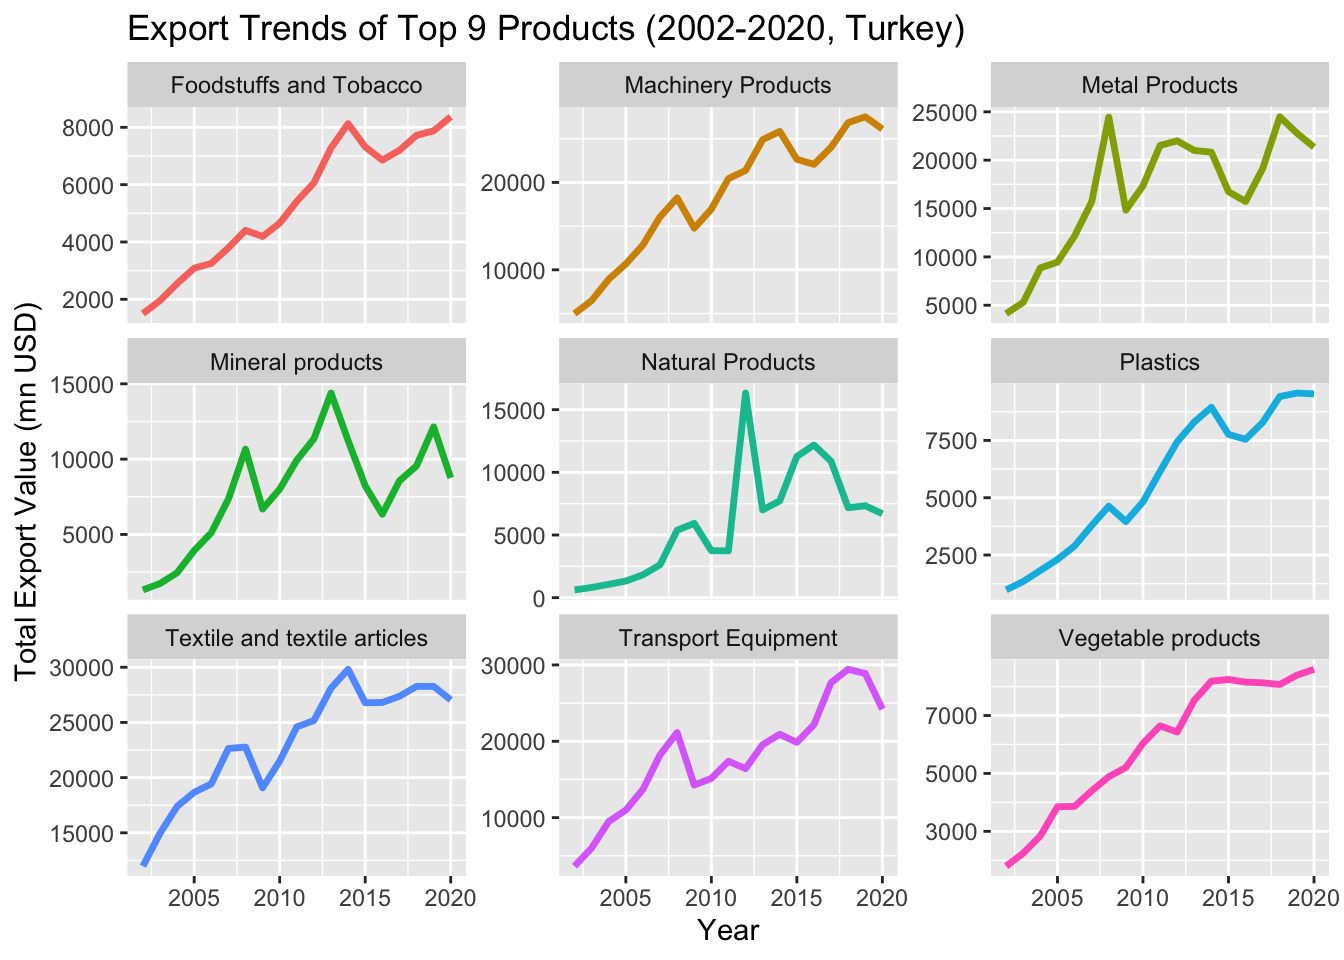 Export Trends of Top 9 Products (2002-2020, Turkey)
Total Export Value (mn USD)
Foodstuffs and Tobacco
8000
6000
4000
2000
Machinery Products
20000
10000
Metal Products
25000
20000
15000
10000
5000
Mineral products
15000
10000
5000
Natural Products
15000
10000
5000
0
Plastics
7500
5000
2500
Textile and textile articles
30000
25000
20000
15000
2005 2010 2015 2020
Transport Equipment
30000
20000
10000
2005 2010 2015 2020
Vegetable products
7000
5000
3000
2005 2010 2015 2020
Year